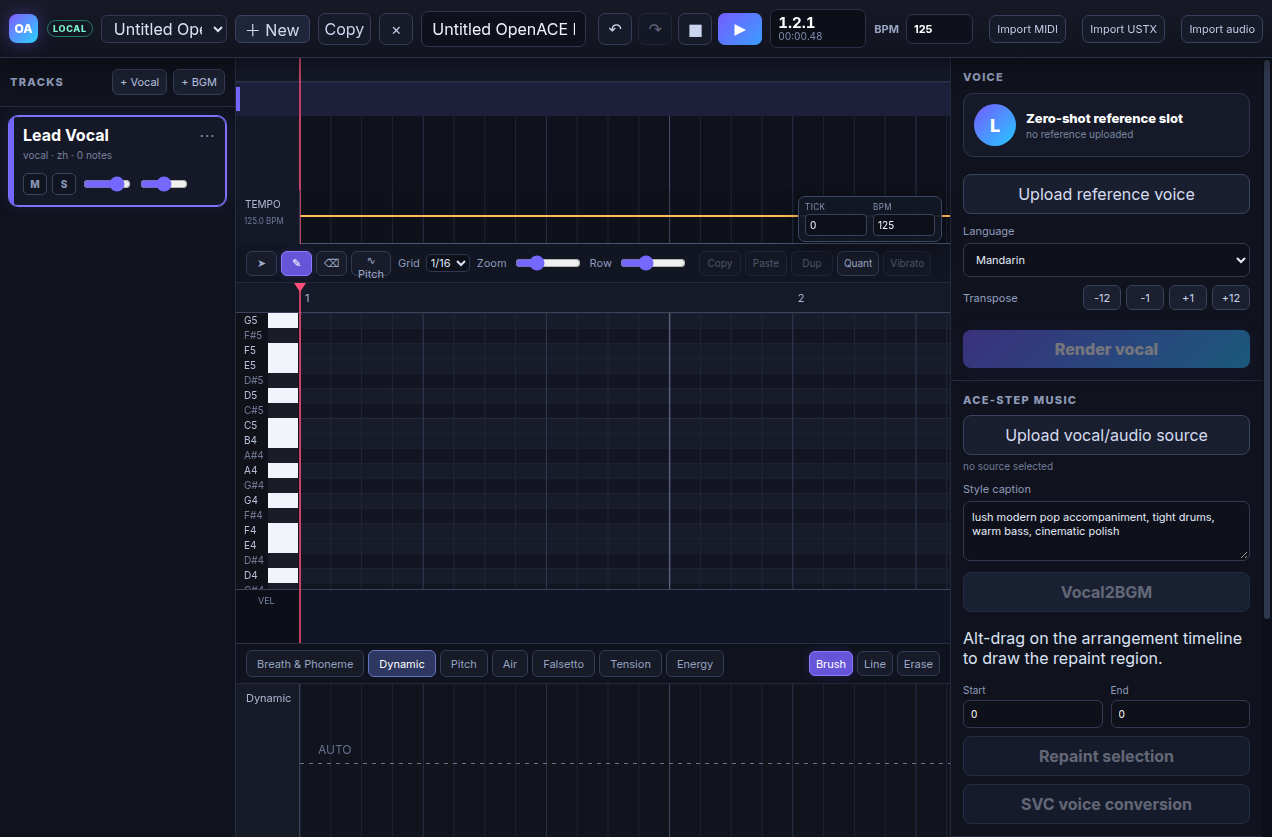 OA LOCAL Untitled Ope + New Copy × Untitled OpenACE 1.2.1 BPM 125 Import MIDI Import USTX Import audio
00:00.48
TRACKS + Vocal + BGM
Lead Vocal ...
vocal · zh · 0 notes
M S
TEMPO
125.0 BPM
TICK BPM
0 125
Pitch Grid 1/16 Zoom Row Copy Paste Dup Quant Vibrato
1 2
G5
F#5
F5
E5
D#5
D5
C#5
C5
B4
A#4
A4
G#4
G4
F#4
F4
E4
D#4
D4
VEL
Breath & Phoneme Dynamic Pitch Air Falsetto Tension Energy Brush Line Erase
Dynamic
AUTO
VOICE
L Zero-shot reference slot
no reference uploaded
Upload reference voice
Language
Mandarin
Transpose -12 -1 +1 +12
Render vocal
ACE-STEP MUSIC
Upload vocal/audio source
no source selected
Style caption
lush modern pop accompaniment, tight drums,
warm bass, cinematic polish
Vocal2BGM
Alt-drag on the arrangement timeline
to draw the repaint region.
Start End
0 0
Repaint selection
SVC voice conversion